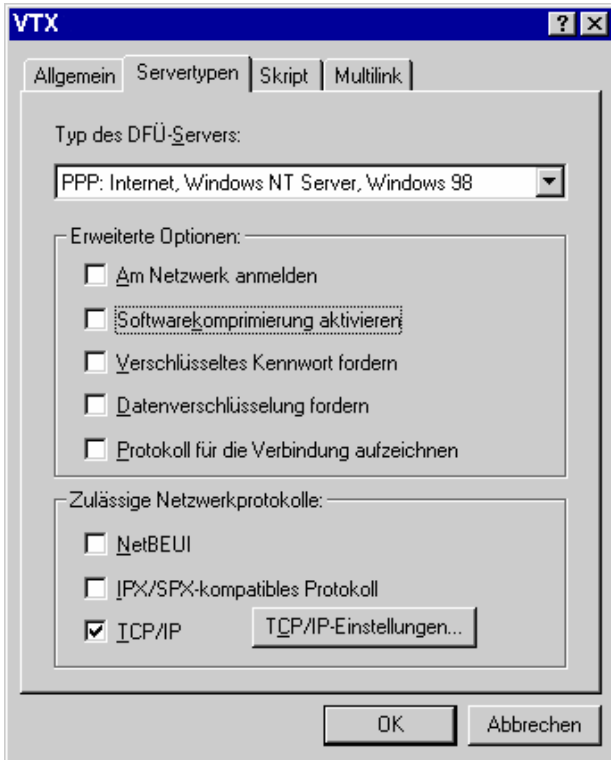 VTX
Allgemein Servertypen Skript Multilink
Typ des DFÜ-Servers:
PPP: Internet, Windows NT Server, Windows 98
Erweiterte Optionen:
Am Netzwerk anmelden
Softwarekomprimierung aktivieren
Verschlüsseltes Kennwort fordern
Datenverschlüsselung fordern
Protokoll für die Verbindung aufzeichnen
Zulässige Netzwerkprotokolle:
NetBEUI
IPX/SPX-kompatibles Protokoll
TCP/IP TCP/IP-Einstellungen...
OK Abbrechen